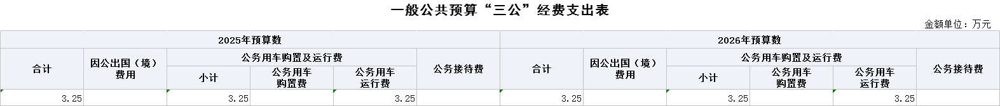 一般公共预算“三公”经费支出表
金额单位：万元
2025年预算数 2026年预算数
合计 因公出国（境）费用 公务用车购置及运行费 公务接待费 合计 因公出国（境）费用 公务用车购置及运行费 公务接待费
小计 公务用车购置费 公务用车运行费 小计 公务用车购置费 公务用车运行费
3.25 3.25 3.25 3.25 3.25 3.25